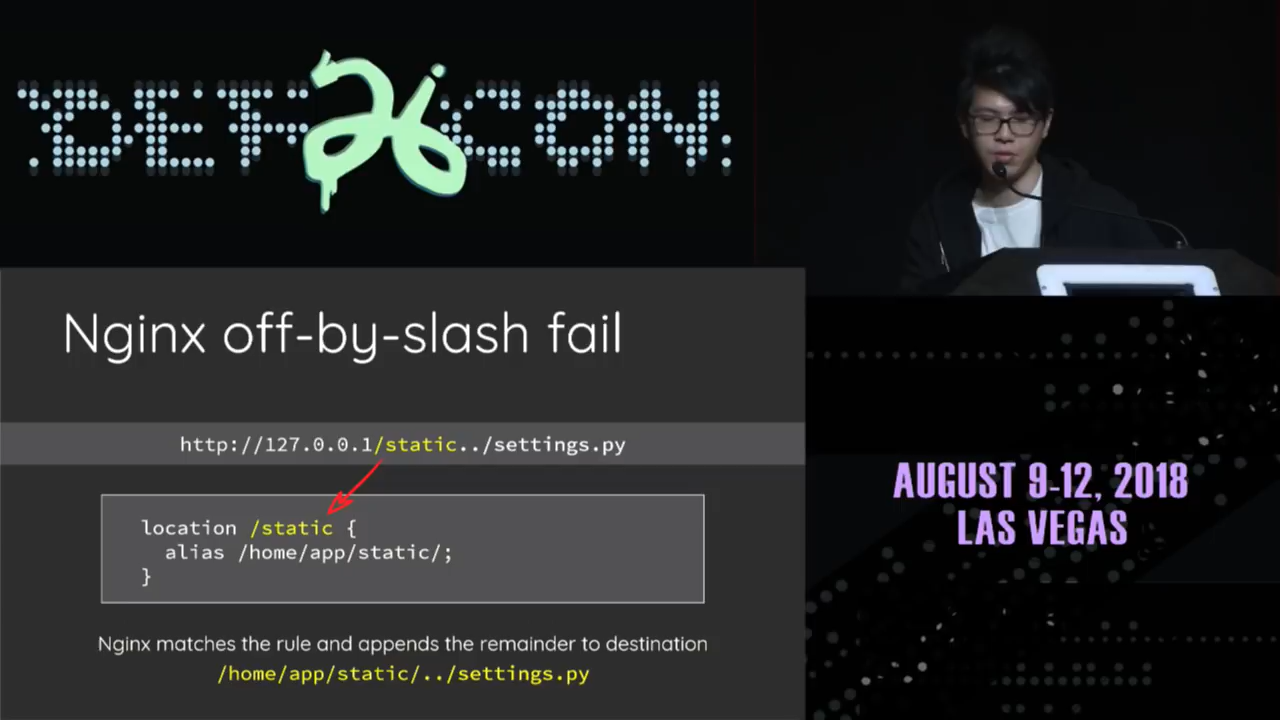 DEF 26 CON
Nginx off-by-slash fail
http://127.0.0.1/static../settings.py
location /static {
alias /home/app/static/;
}
Nginx matches the rule and appends the remainder to destination
/home/app/static/../settings.py
AUGUST 9-12, 2018
LAS VEGAS